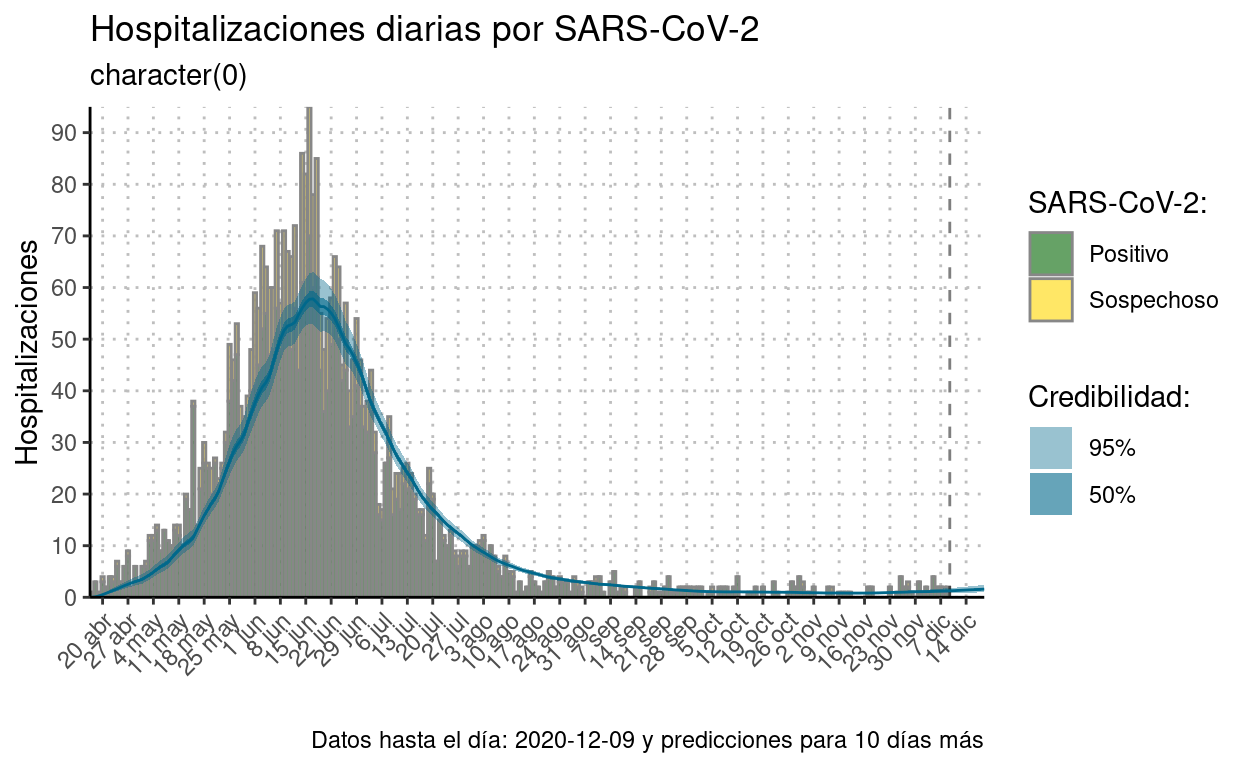 Hospitalizaciones diarias por SARS-CoV-2
character(0)
Hospitalizaciones
90
80
70
60
50
40
30
20
10
0
20 abr
27 abr
4 may
11 may
18 may
25 may
1 jun
8 jun
15 jun
22 jun
29 jun
6 jul
13 jul
20 jul
27 jul
3 ago
10 ago
17 ago
24 ago
31 ago
7 sep
14 sep
21 sep
28 sep
5 oct
12 oct
19 oct
26 oct
2 nov
9 nov
16 nov
23 nov
30 nov
7 dic
14 dic
SARS-CoV-2:
Positivo
Sospechoso
Credibilidad:
95%
50%
Datos hasta el día: 2020-12-09 y predicciones para 10 días más